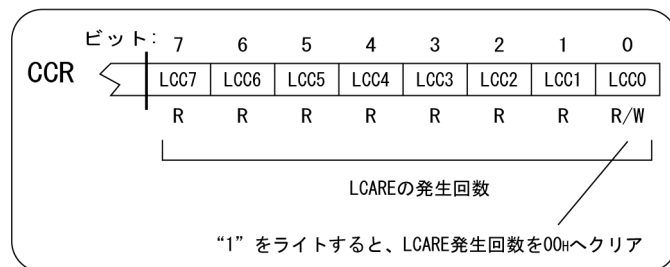 ビット: 7 6 5 4 3 2 1 0
CCR LCC7 LCC6 LCC5 LCC4 LCC3 LCC2 LCC1 LCC0
R R R R R R R R/W
LCAREの発生回数
“1”をライトすると、LCARE発生回数を00Hへクリア